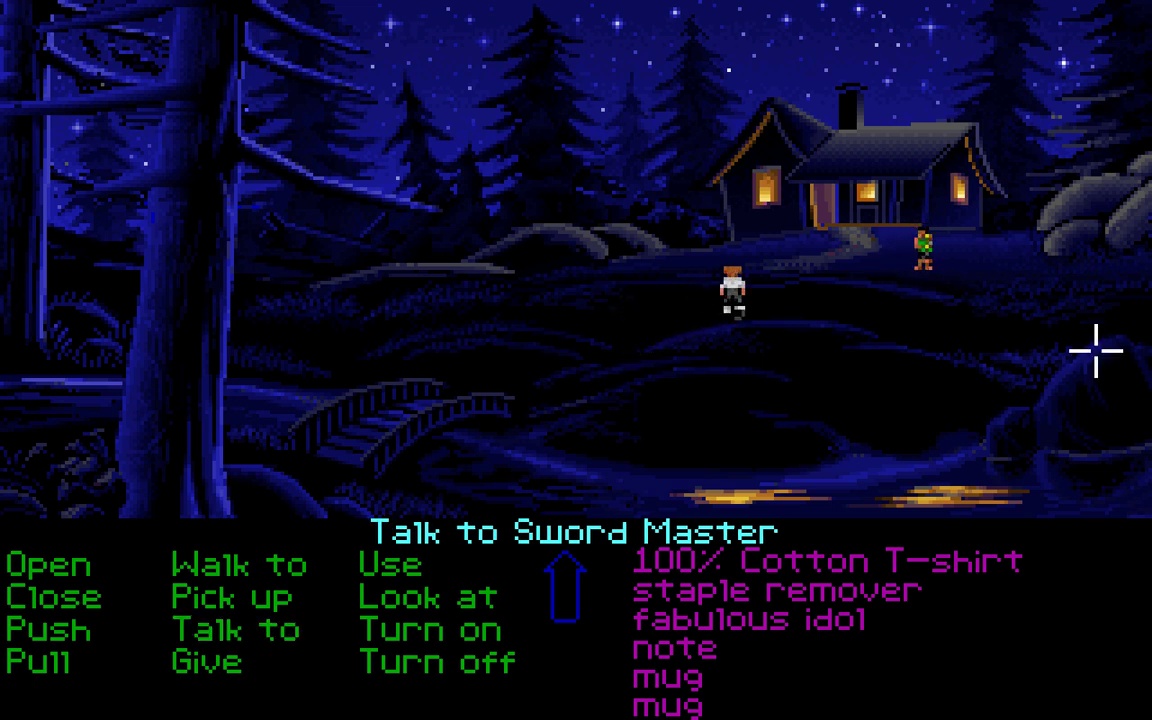 Talk to Sword Master
Open Walk to Use 100% Cotton T-shirt
Close Pick up Look at staple remover
Push Talk to Turn on fabulous idol
Pull Give Turn off note
mug
mug